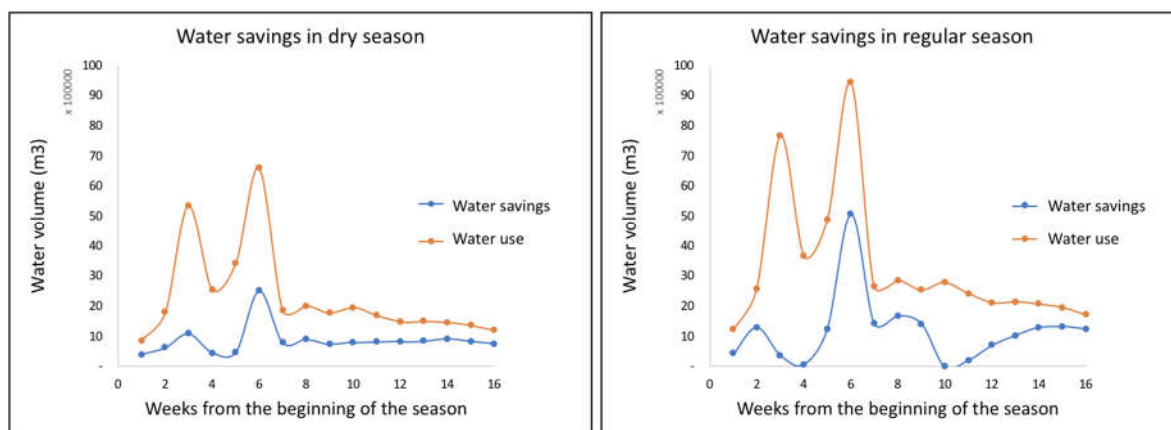 Water savings in dry season
x 100000
Water volume (m3)
100
90
80
70
60
50
40
30
20
10
-
0 2 4 6 8 10 12 14 16
Weeks from the beginning of the season
Water savings
Water use
Water savings in regular season
x 100000
Water volume (m3)
100
90
80
70
60
50
40
30
20
10
-
0 2 4 6 8 10 12 14 16
Weeks from the beginning of the season
Water savings
Water use